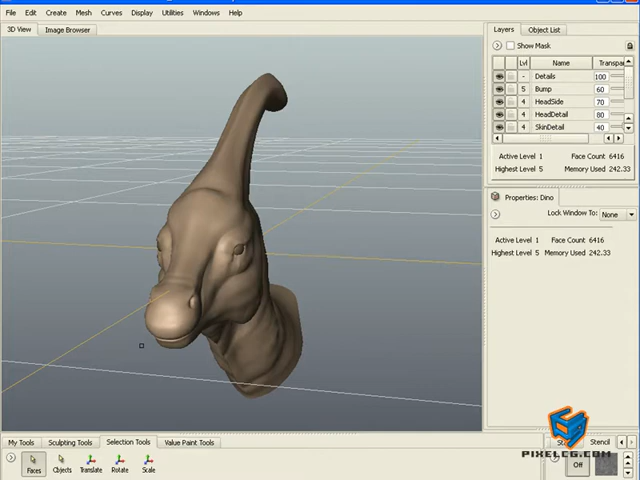 File Edit Create Mesh Curves Display Utilities Windows Help
3D View Image Browser
Layers Object List
Show Mask
Lvl Name Transpa
- Details 100
5 Bump 60
4 HeadSide 70
4 HeadDetail 80
4 SkinDetail 40
Active Level 1 Face Count 6416
Highest Level 5 Memory Used 242.33
Properties: Dino
Lock Window To: None
Active Level 1 Face Count 6416
Highest Level 5 Memory Used 242.33
My Tools Sculpting Tools Selection Tools Value Paint Tools
Stencil
Faces Objects Translate Rotate Scale
Off
PIXELCG.COM